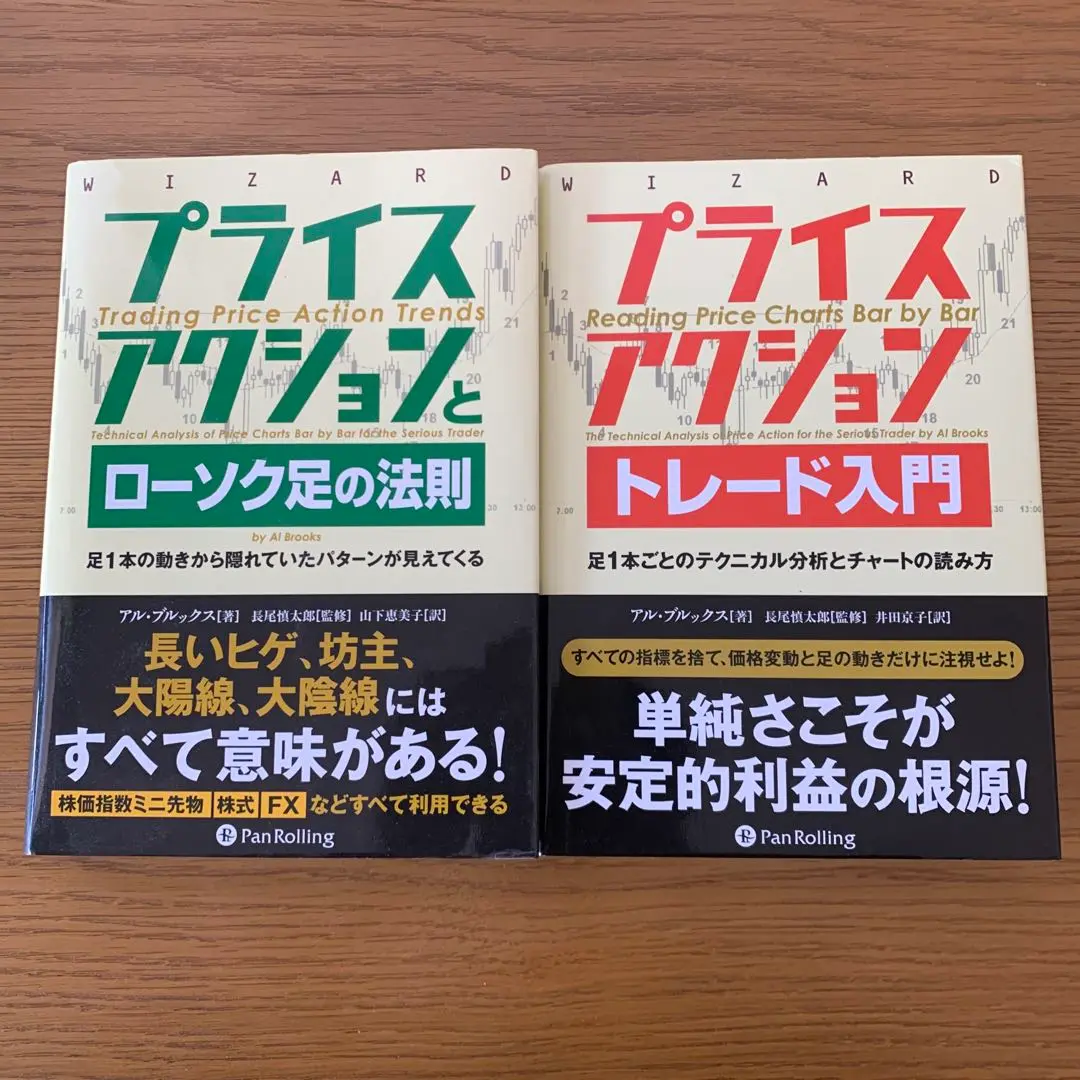 WIZARD
プライス
Trading Price Action Trends
アクションと
Technical Analysis of Price Charts Bar by Bar for the Serious Trader
ローソク足の法則
by Al Brooks
足1本の動きから隠れていたパターンが見えてくる
アル・ブルックス[著] 長尾慎太郎[監修] 山下恵美子[訳]
長いヒゲ、坊主、
大陽線、大陰線には
すべて意味がある!
株価指数ミニ先物 株式 FX などすべて利用できる
PanRolling
WIZARD
プライス
Reading Price Charts Bar by Bar
アクション
The Technical Analysis of Price Action for the Serious Trader by Al Brooks
トレード入門
足1本ごとのテクニカル分析とチャートの読み方
アル・ブルックス[著] 長尾慎太郎[監修] 井田京子[訳]
すべての指標を捨て、価格変動と足の動きだけに注視せよ!
単純さこそが
安定的利益の根源!
PanRolling